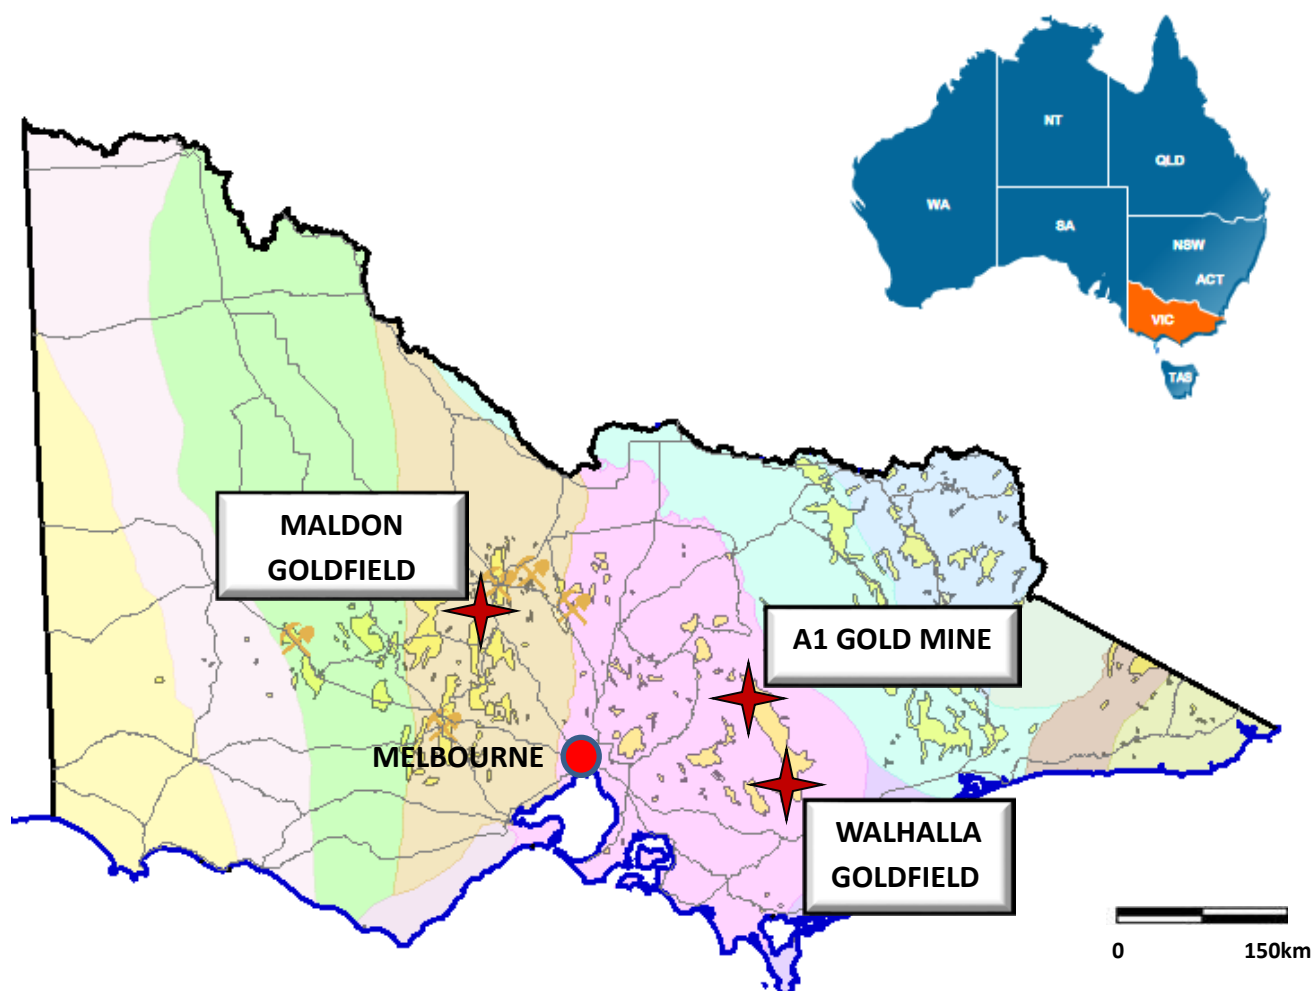 NT
QLD
WA
SA
NSW
ACT
VIC
TAS
MALDON
GOLDFIELD
A1 GOLD MINE
MELBOURNE
WALHALLA
GOLDFIELD
0 150km